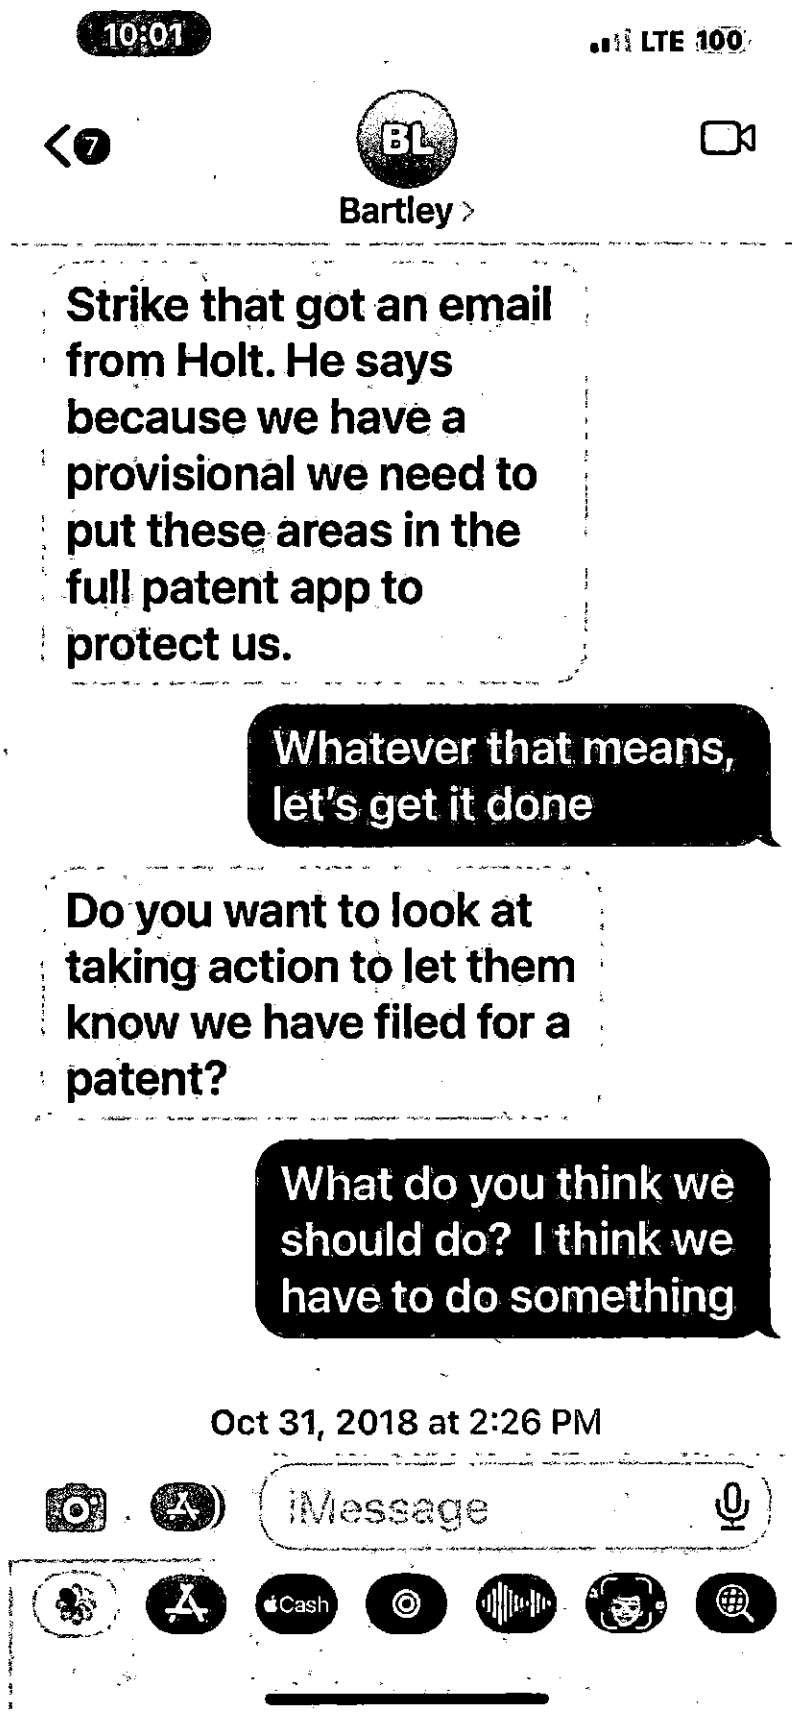 10:01
LTE 100
7
BL
Bartley
Strike that got an email
from Holt. He says
because we have a
provisional we need to
put these areas in the
full patent app to
protect us.
Whatever that means,
let's get it done
Do you want to look at
taking action to let them
know we have filed for a
patent?
What do you think we
should do?  I think we
have to do something
Oct 31, 2018 at 2:26 PM
iMessage
Cash